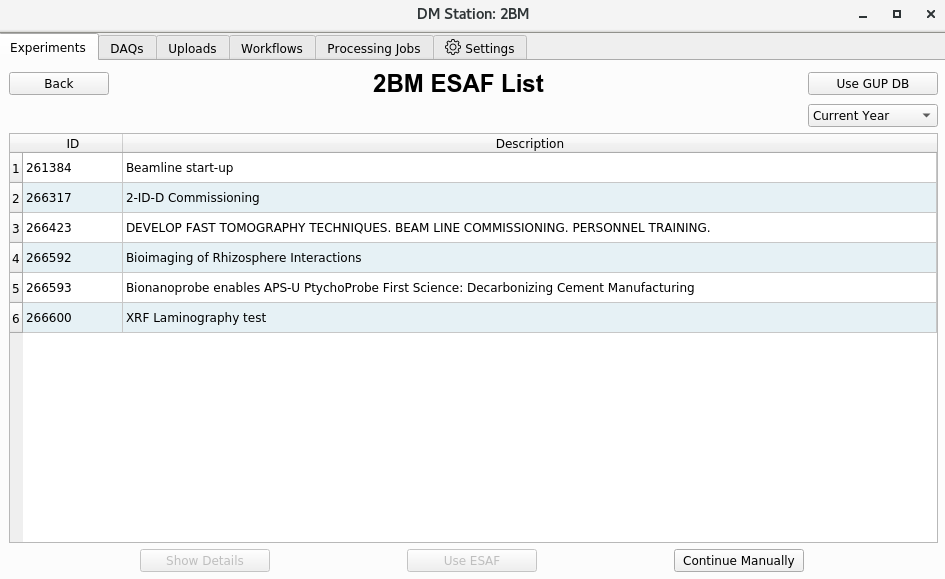 DM Station: 2BM
Experiments DAQs Uploads Workflows Processing Jobs Settings
Back 2BM ESAF List Use GUP DB
Current Year
ID Description
1 261384 Beamline start-up
2 266317 2-ID-D Commissioning
3 266423 DEVELOP FAST TOMOGRAPHY TECHNIQUES. BEAM LINE COMMISSIONING. PERSONNEL TRAINING.
4 266592 Bioimaging of Rhizosphere Interactions
5 266593 Bionanoprobe enables APS-U PtychoProbe First Science: Decarbonizing Cement Manufacturing
6 266600 XRF Laminography test
Show Details Use ESAF Continue Manually